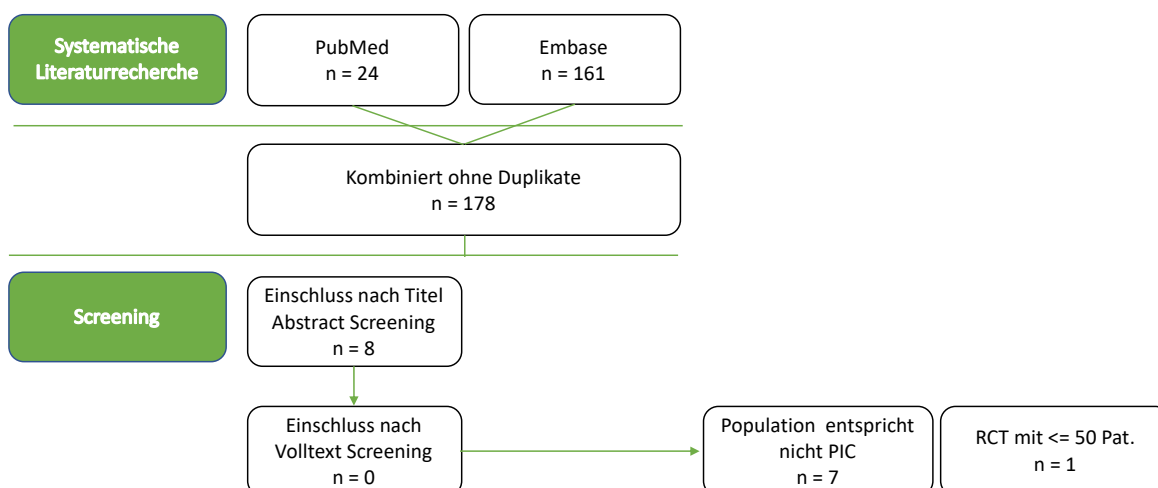 Systematische
Literaturrecherche
PubMed
n = 24
Embase
n = 161
Kombiniert ohne Duplikate
n = 178
Screening
Einschluss nach Titel
Abstract Screening
n = 8
Einschluss nach
Volltext Screening
n = 0
Population entspricht
nicht PIC
n = 7
RCT mit <= 50 Pat.
n = 1